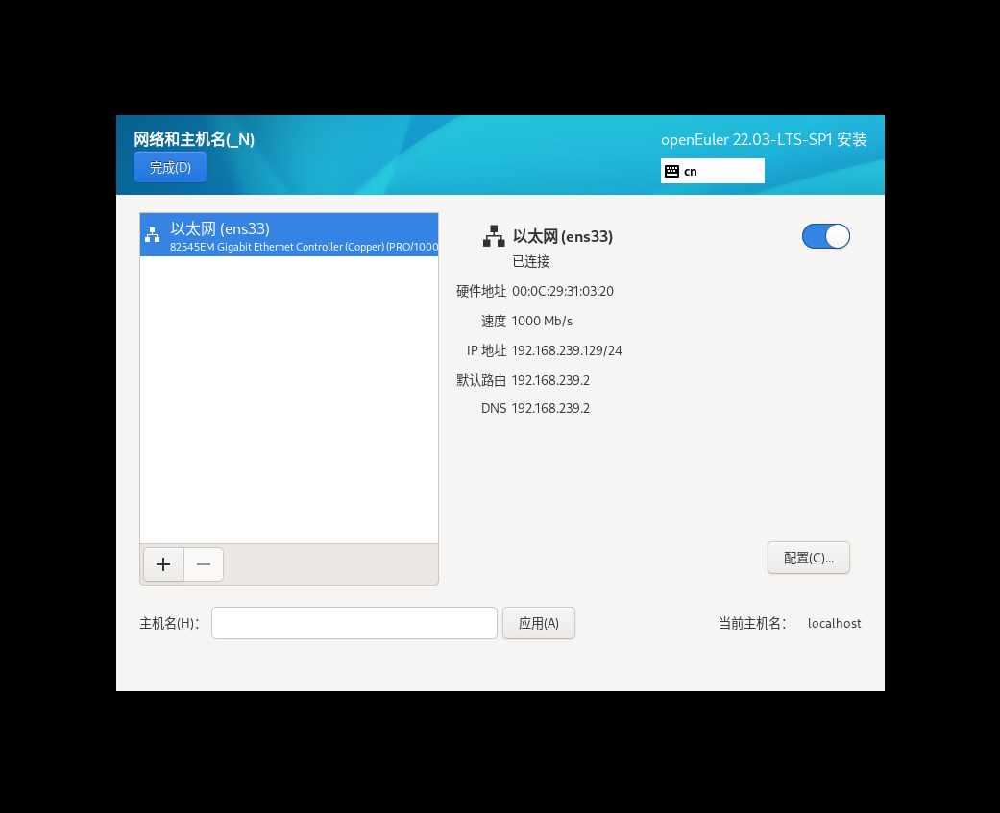 网络和主机名(_N)
openEuler 22.03-LTS-SP1 安装
完成(D)
cn
以太网 (ens33)
82545EM Gigabit Ethernet Controller (Copper) (PRO/1000
以太网 (ens33)
已连接
硬件地址 00:0C:29:31:03:20
速度 1000 Mb/s
IP 地址 192.168.239.129/24
默认路由 192.168.239.2
DNS 192.168.239.2
配置(C)...
主机名(H)： 应用(A) 当前主机名： localhost